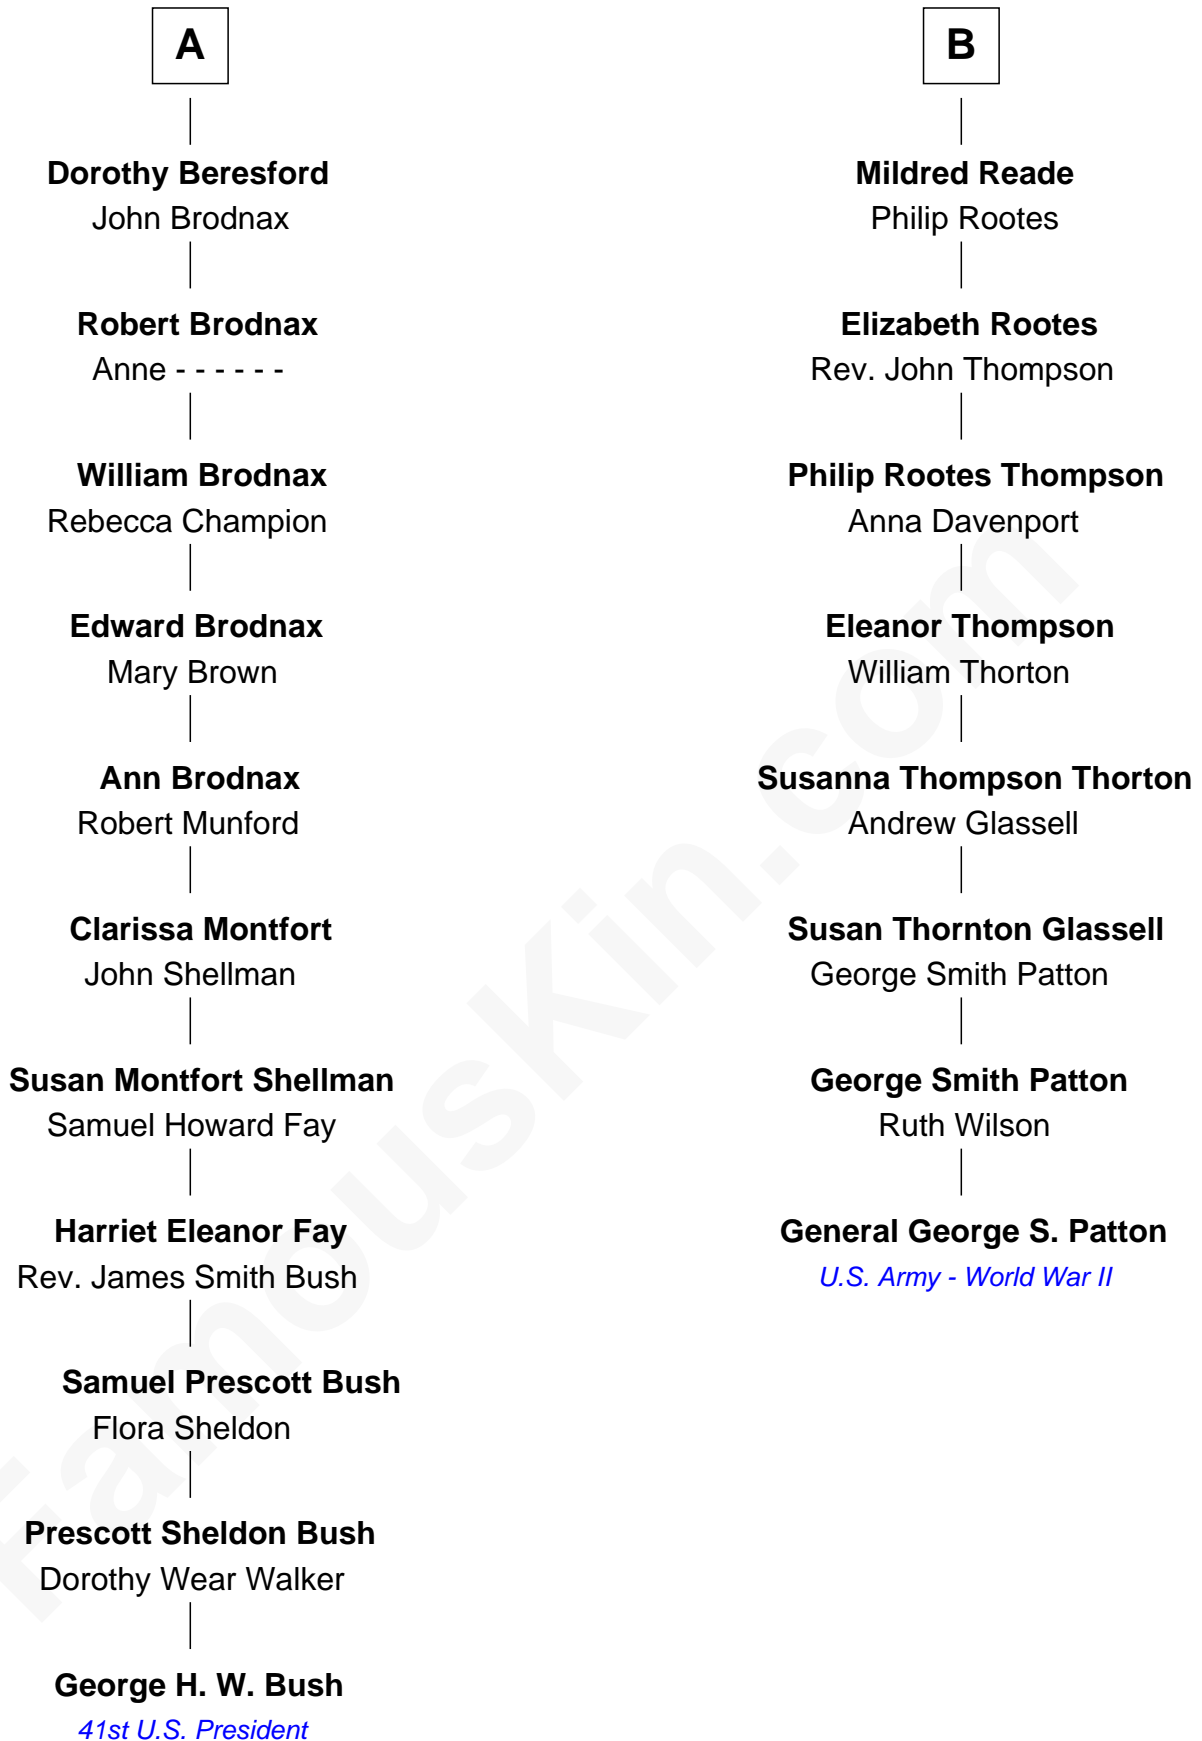 A
Dorothy Beresford
John Brodnax
Robert Brodnax
Anne - - - - - -
William Brodnax
Rebecca Champion
Edward Brodnax
Mary Brown
Ann Brodnax
Robert Munford
Clarissa Montfort
John Shellman
Susan Montfort Shellman
Samuel Howard Fay
Harriet Eleanor Fay
Rev. James Smith Bush
Samuel Prescott Bush
Flora Sheldon
Prescott Sheldon Bush
Dorothy Wear Walker
George H. W. Bush
41st U.S. President
B
Mildred Reade
Philip Rootes
Elizabeth Rootes
Rev. John Thompson
Philip Rootes Thompson
Anna Davenport
Eleanor Thompson
William Thorton
Susanna Thompson Thorton
Andrew Glassell
Susan Thornton Glassell
George Smith Patton
George Smith Patton
Ruth Wilson
General George S. Patton
U.S. Army - World War II
FamousKin.com